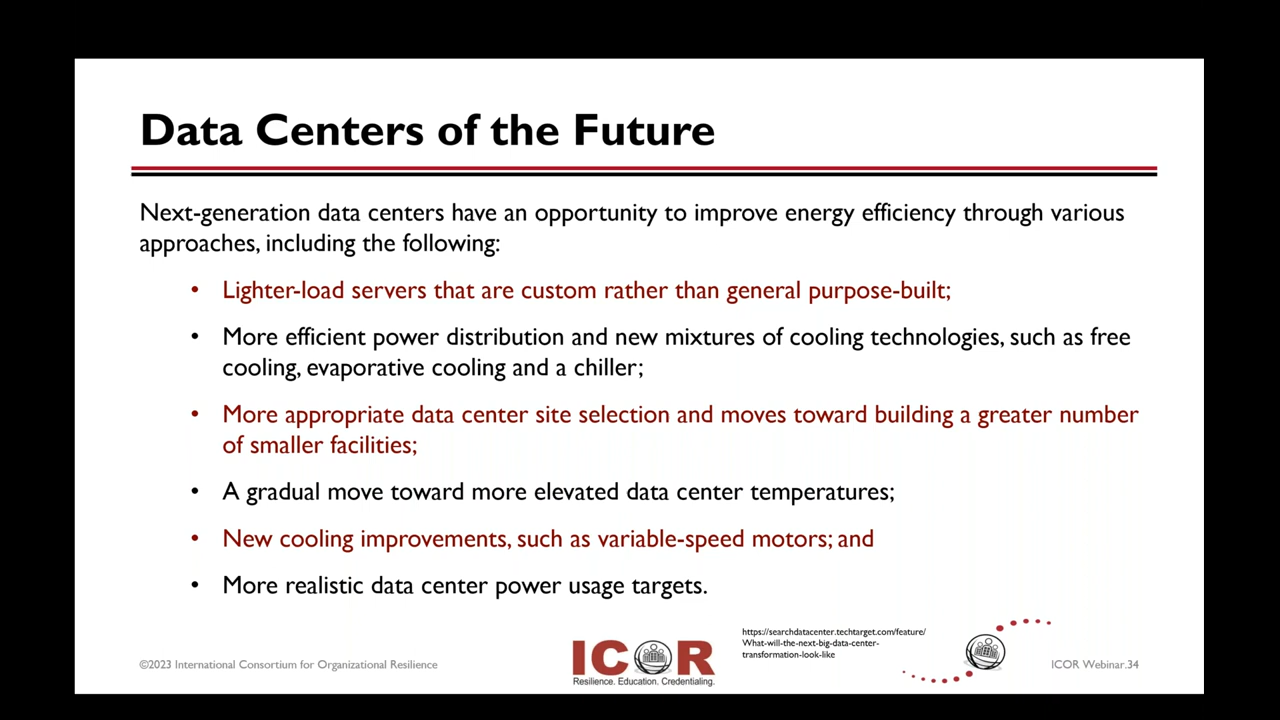 Data Centers of the Future
Next-generation data centers have an opportunity to improve energy efficiency through various
approaches, including the following:
• Lighter-load servers that are custom rather than general purpose-built;
• More efficient power distribution and new mixtures of cooling technologies, such as free
cooling, evaporative cooling and a chiller;
• More appropriate data center site selection and moves toward building a greater number
of smaller facilities;
• A gradual move toward more elevated data center temperatures;
• New cooling improvements, such as variable-speed motors; and
• More realistic data center power usage targets.
©2023 International Consortium for Organizational Resilience
ICOR
Resilience. Education. Credentialing.
https://searchdatacenter.techtarget.com/feature/
What-will-the-next-big-data-center-
transformation-look-like
ICOR Webinar.34